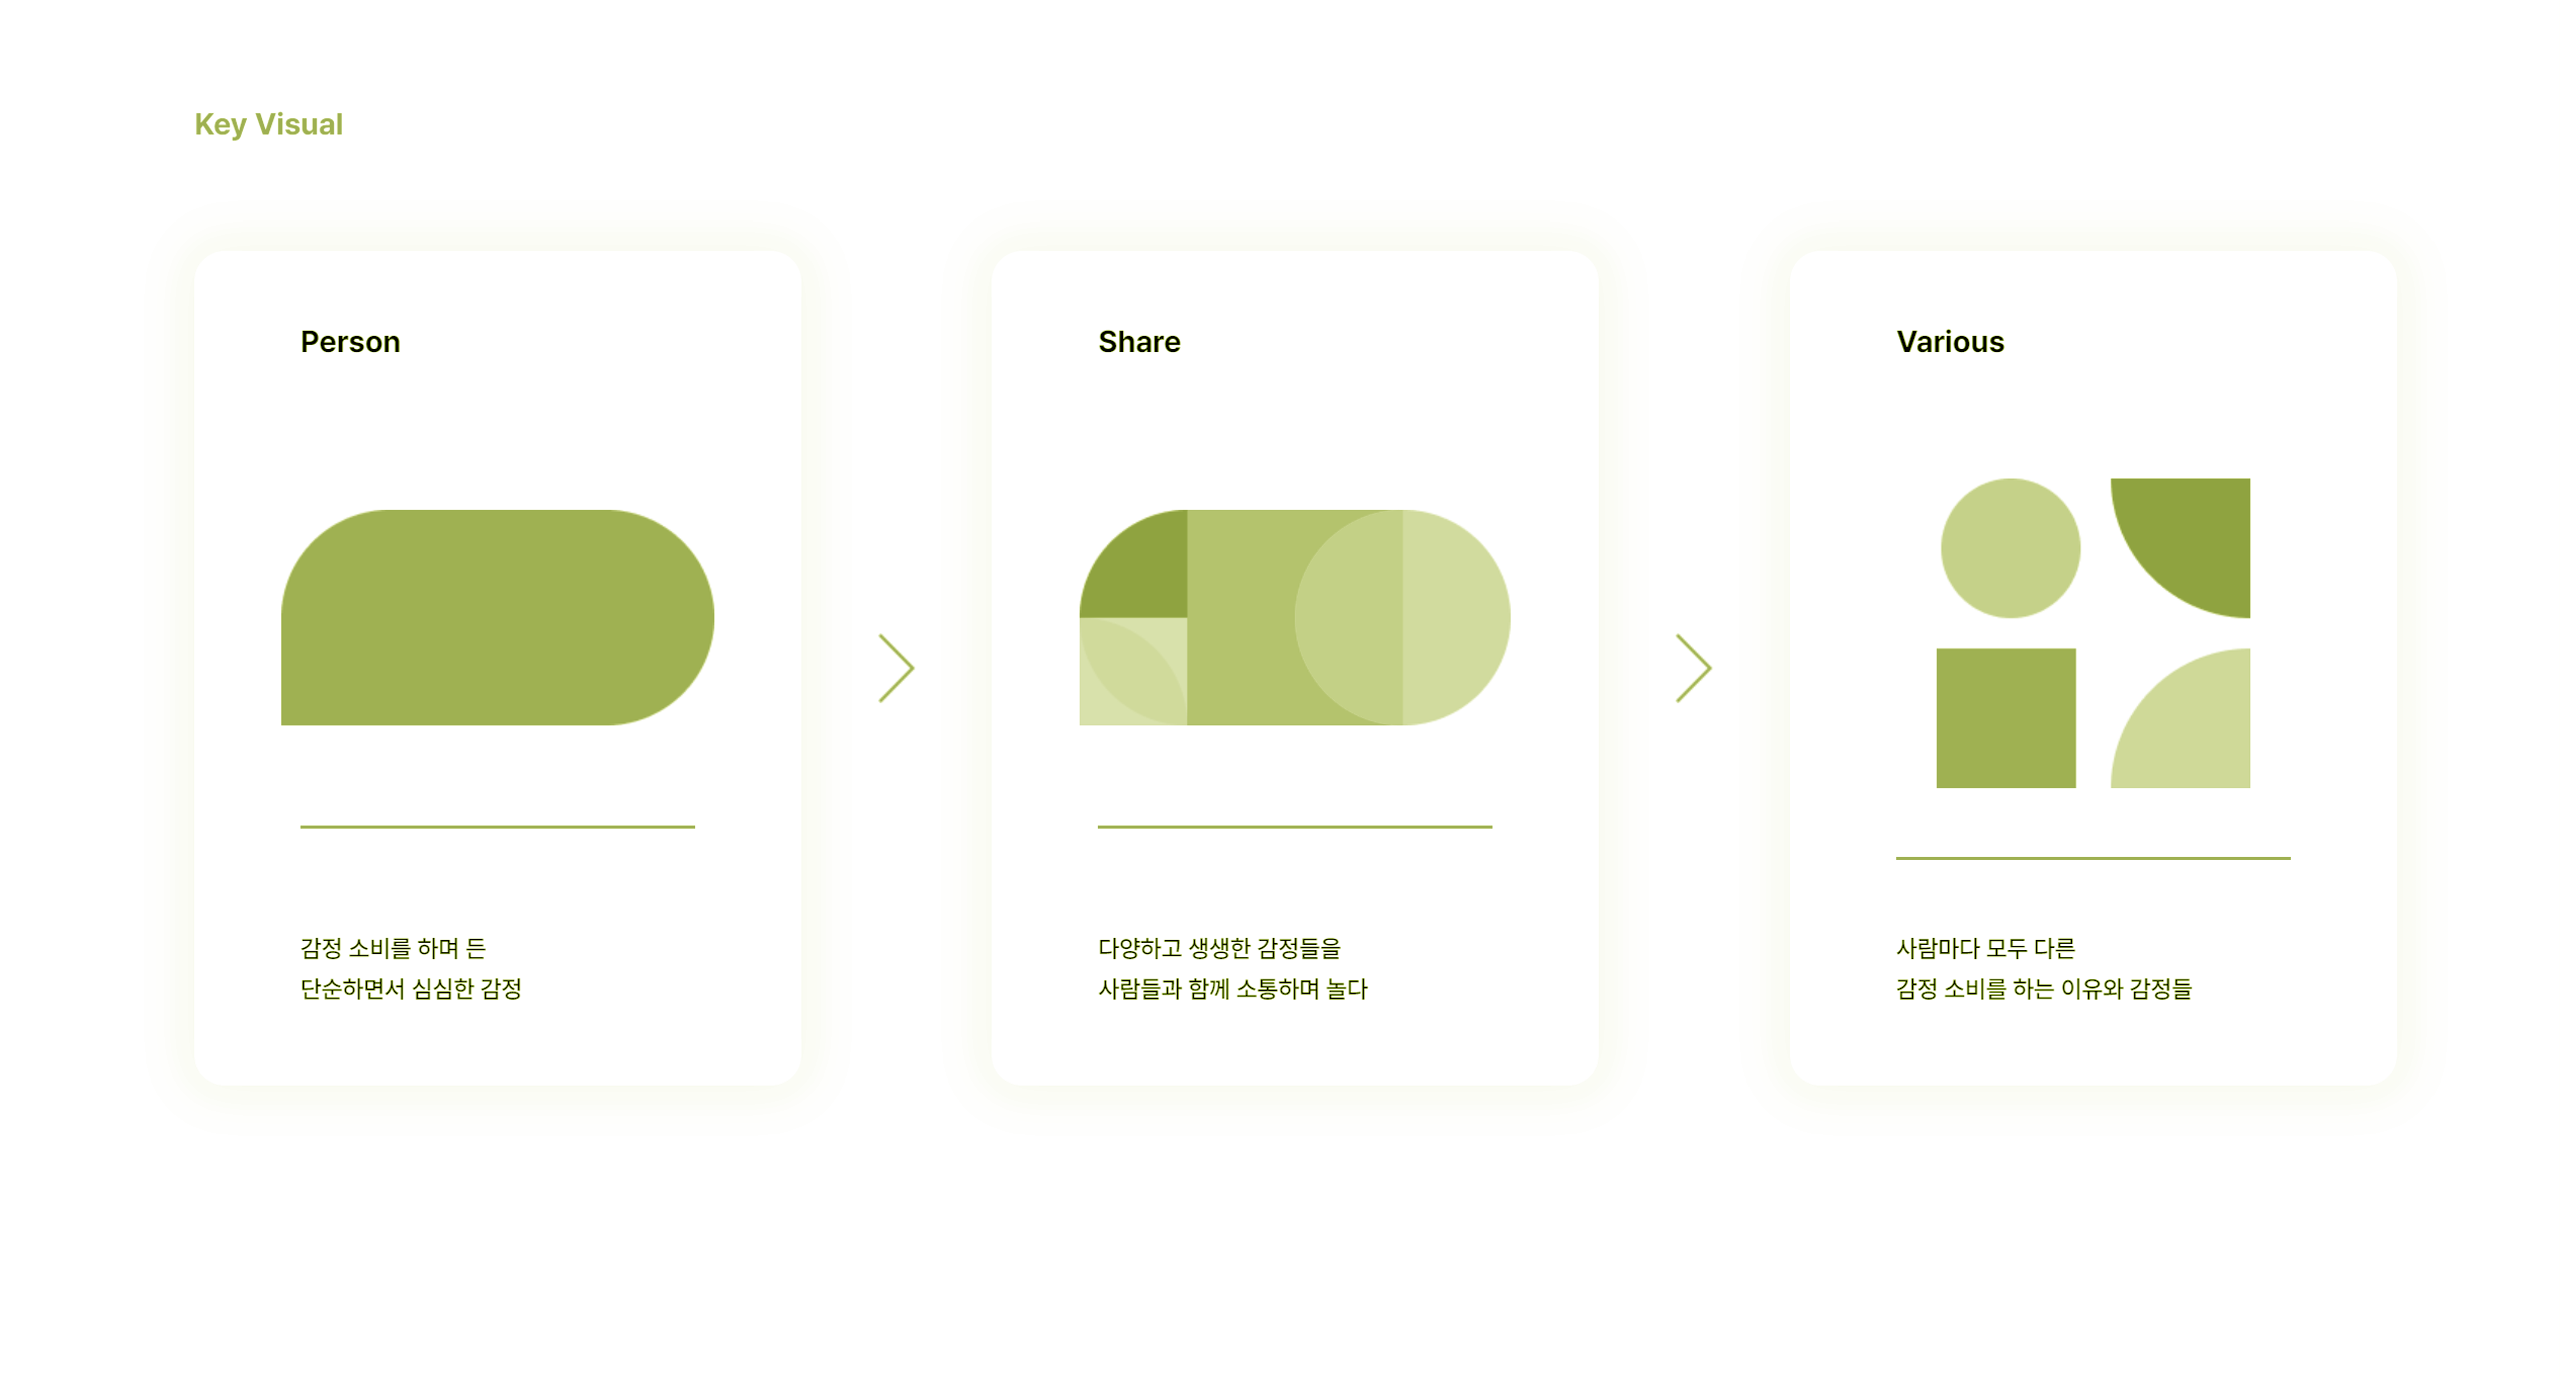 Key Visual
Person
감정 소비를 하며 든
단순하면서 심심한 감정
Share
다양하고 생생한 감정들을
사람들과 함께 소통하며 놀다
Various
사람마다 모두 다른
감정 소비를 하는 이유와 감정들